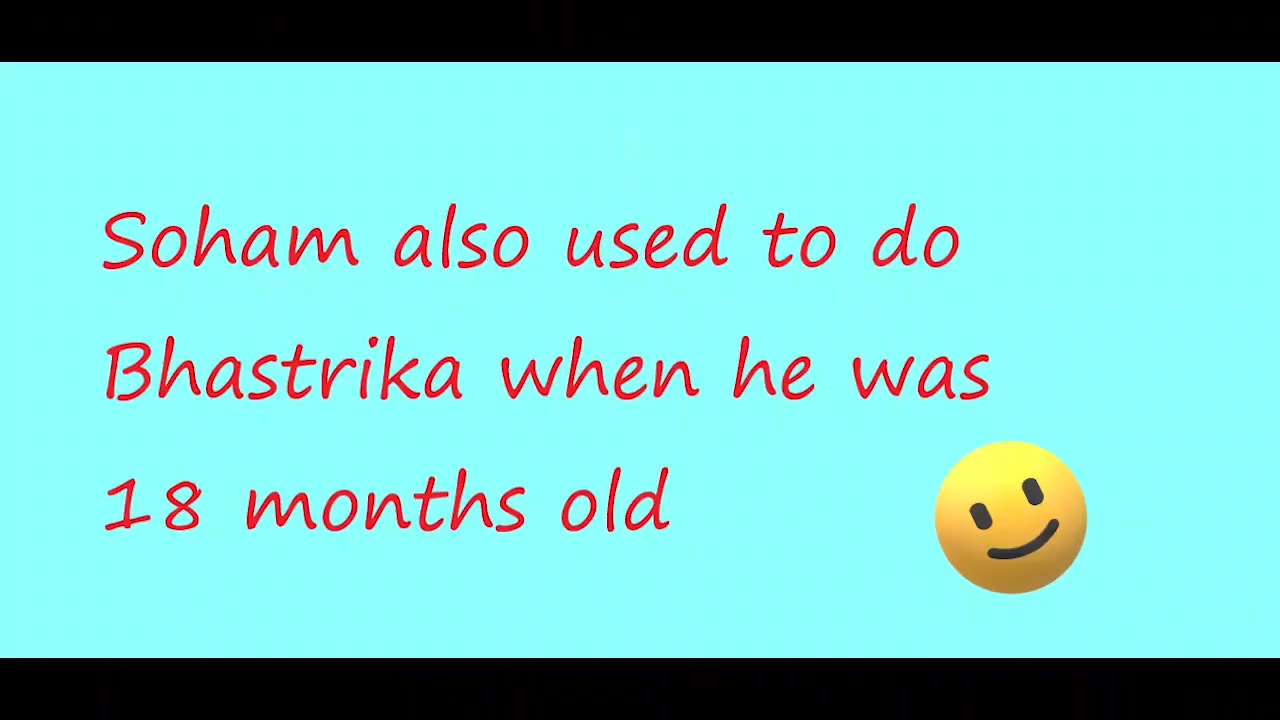 Soham also used to do
Bhastrika when he was
18 months old